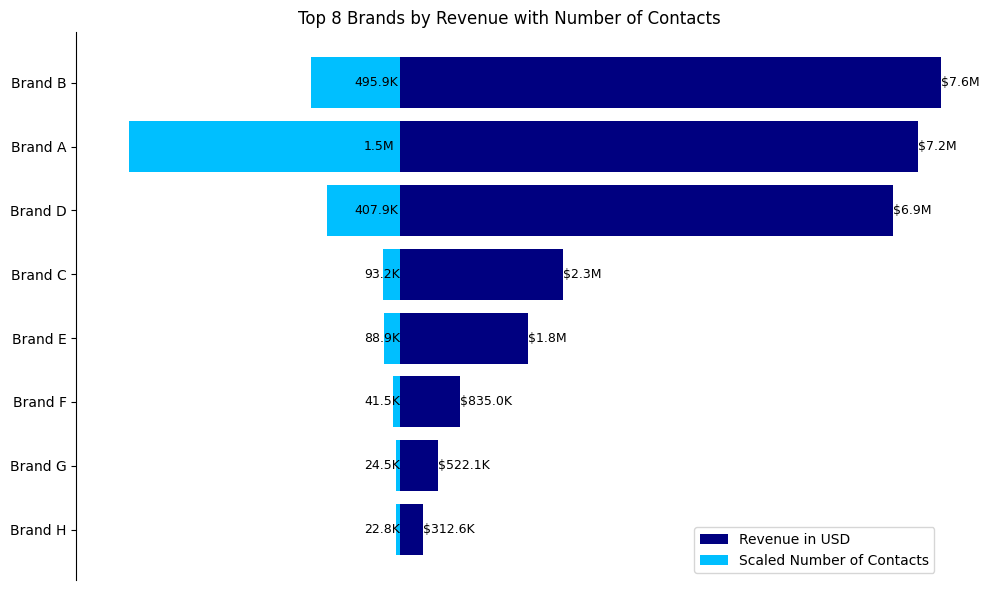 Top 8 Brands by Revenue with Number of Contacts
Brand B 495.9K $7.6M
Brand A 1.5M $7.2M
Brand D 407.9K $6.9M
Brand C 93.2K $2.3M
Brand E 88.9K $1.8M
Brand F 41.5K $835.0K
Brand G 24.5K $522.1K
Brand H 22.8K $312.6K
Revenue in USD
Scaled Number of Contacts